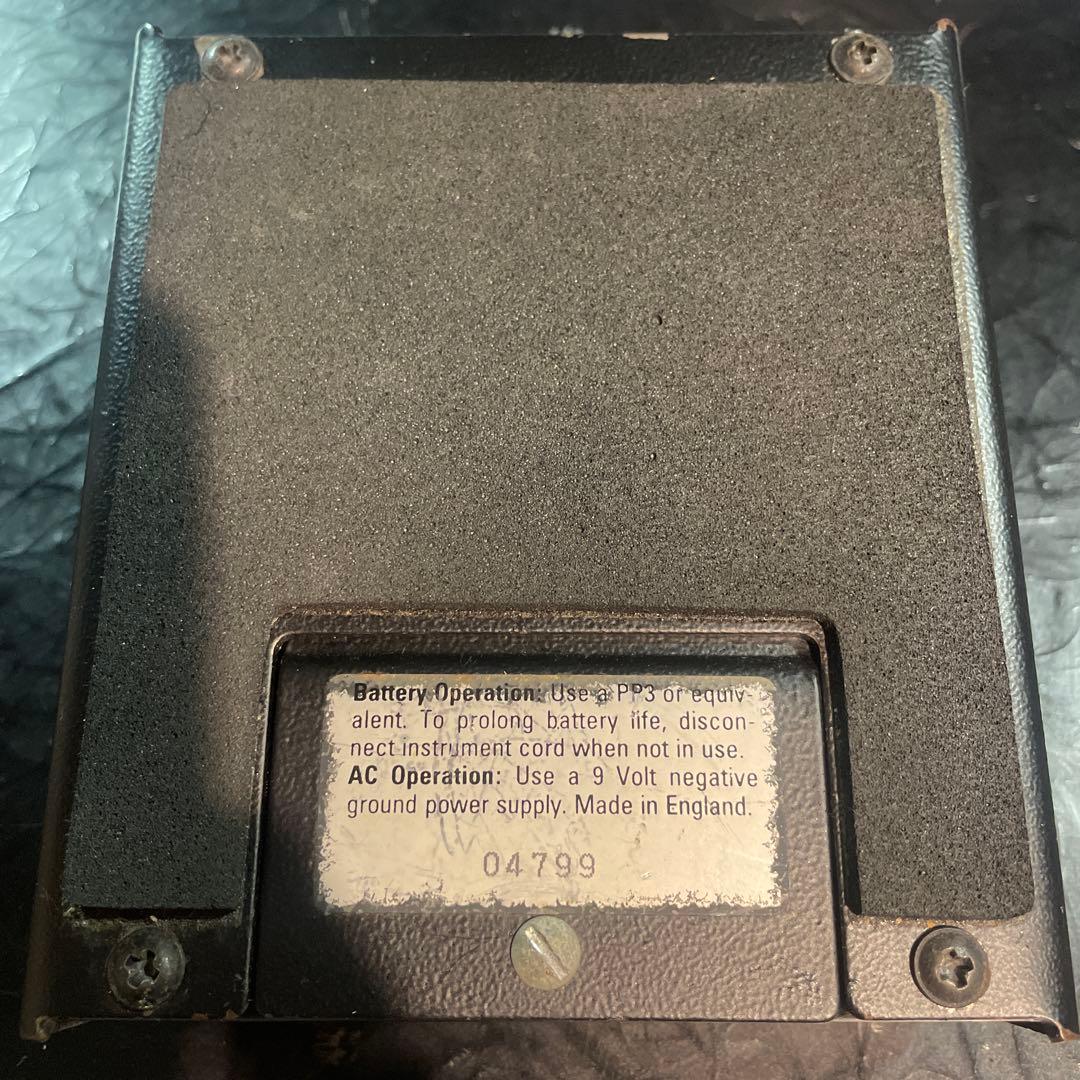 Battery Operation: Use a PP3 or equiv-
alent. To prolong battery life, discon-
nect instrument cord when not in use.
AC Operation: Use a 9 Volt negative
ground power supply. Made in England.
04799